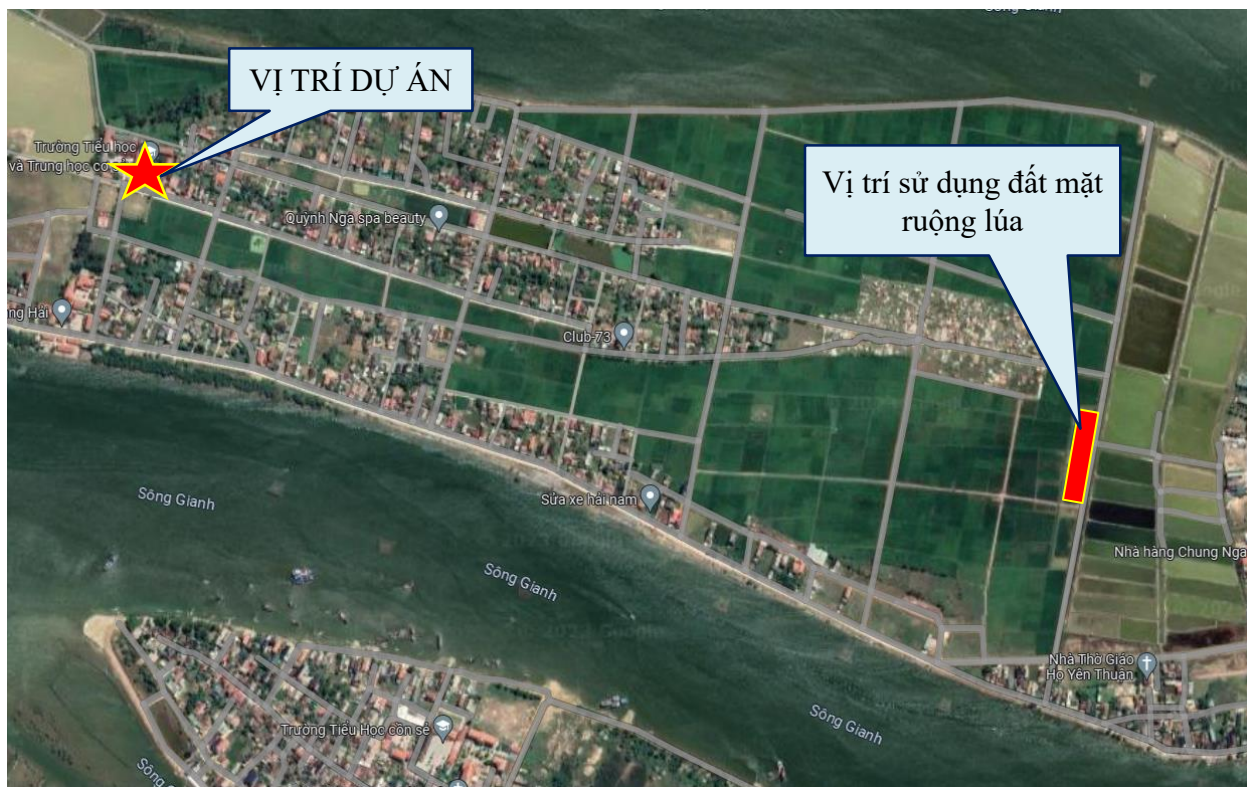 VỊ TRÍ DỰ ÁN
Trường Tiểu học
và Trung học cơ
Vị trí sử dụng đất mặt
ruộng lúa
Quỳnh Nga spa beauty
Club-73
Sông Gianh
Sửa xe hải nam
Nhà hàng Chung Nga
Sông Gianh
Nhà Thờ Giáo
Họ Yên Thuận
Sông Gianh
Trường Tiểu Học cồn sẻ